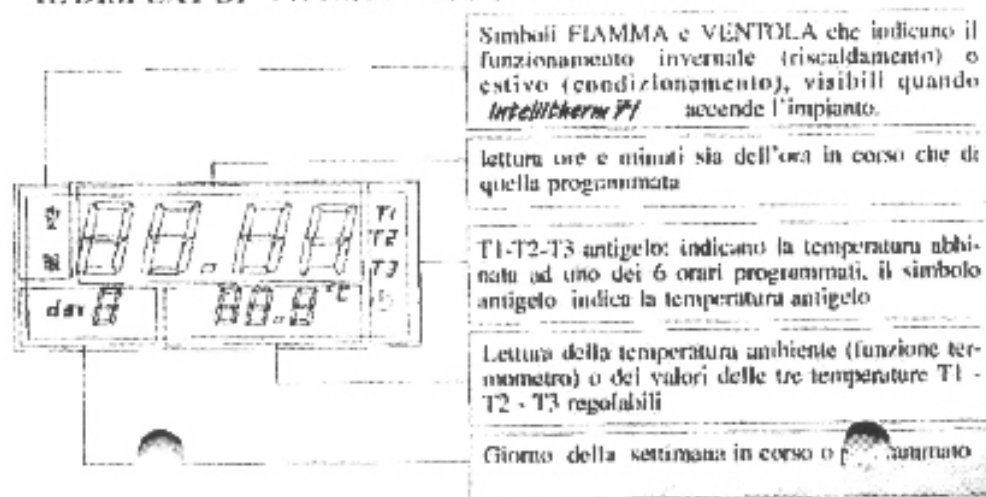 Simboli FIAMMA e VENTOLA che indicano il
funzionamento invernale (riscaldamento) o
estivo (condizionamento), visibili quando
Intellitherm accende l'impianto.
lettura ore e minuti sia dell'ora in corso che di
quella programmata
88.88
T1
T2
T3
day 8
88.8 °C
T1-T2-T3 antigelo: indicano la temperatura abbi-
nata ad uno dei 6 orari programmati, il simbolo
antigelo indica la temperatura antigelo
Lettura della temperatura ambiente (funzione ter-
mometro) o dei valori delle tre temperature T1 -
T2 - T3 regolabili
Giorno della settimana in corso o